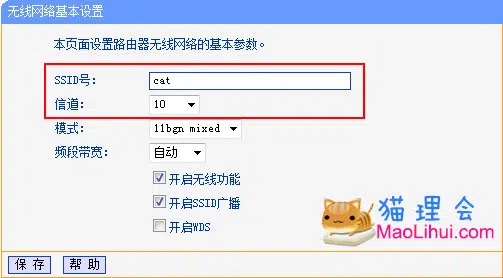 无线网络基本设置
本页面设置路由器无线网络的基本参数。
SSID号: cat
信道: 10
模式: 11bgn mixed
频段带宽: 自动
开启无线功能
开启SSID广播
开启WDS
猫理会
MaoLihui.com
保存 帮助